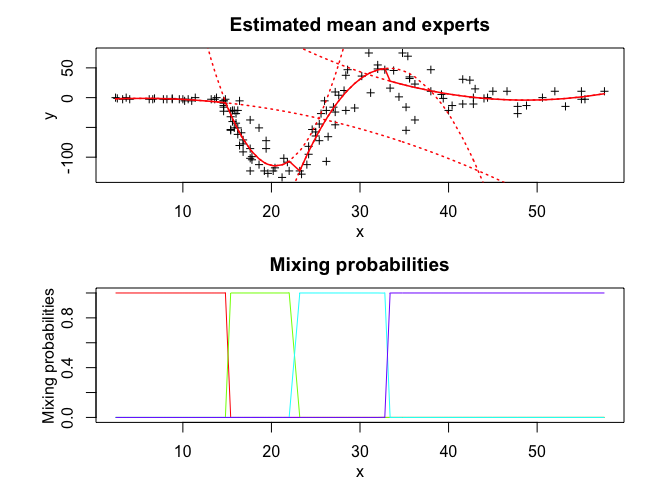 Estimated mean and experts
50
0
-100
y
10 20 30 40 50
x
Mixing probabilities
0.8
0.4
0.0
Mixing probabilities
10 20 30 40 50
x